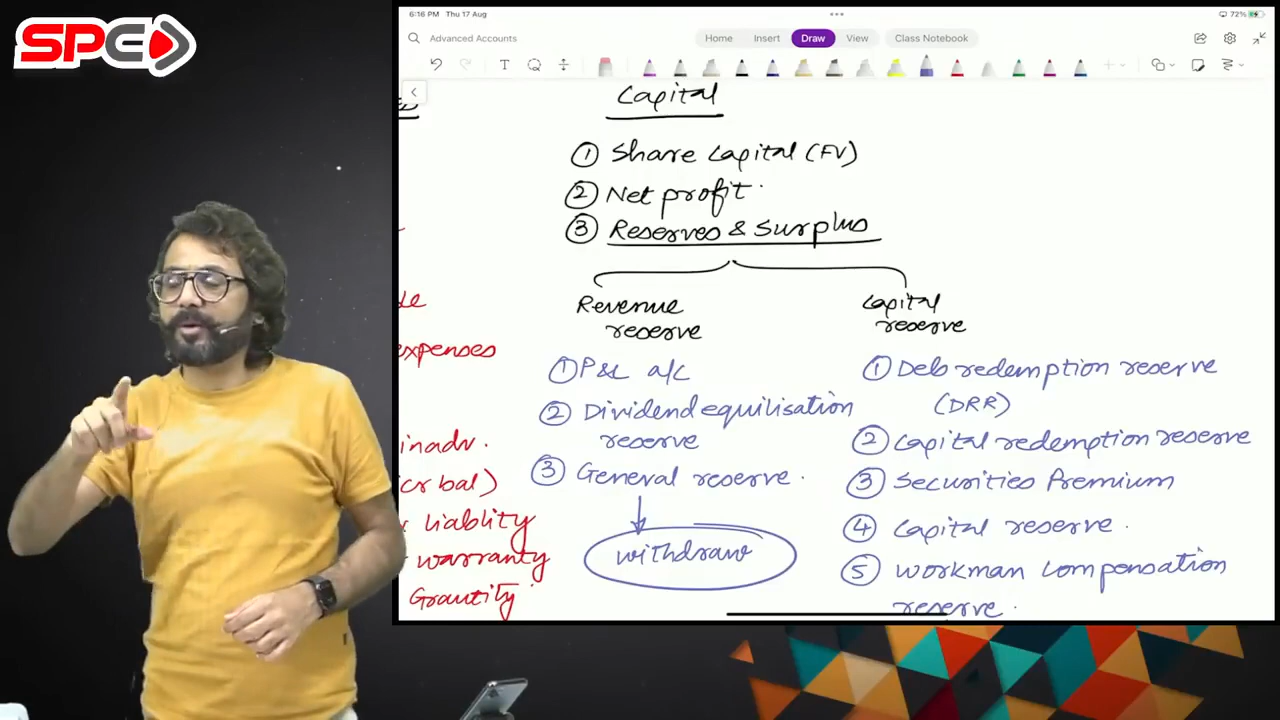 SPE
6:16 PM Thu 17 Aug
72%
Advanced Accounts
Home Insert Draw View Class Notebook
Capital
① Share Capital (FV)
② Net profit.
③ Reserves & Surplus
Revenue
reserve
① P&L a/c
② Dividend equilisation
reserve
③ General reserve.
withdraw
Capital
reserve
① Deb redemption reserve
(DRR)
② Capital redemption reserve
③ Securities Premium
④ Capital reserve.
⑤ Workman Compensation
reserve.
expenses
inadv.
(cr bal)
liablity
warranty
Grautity